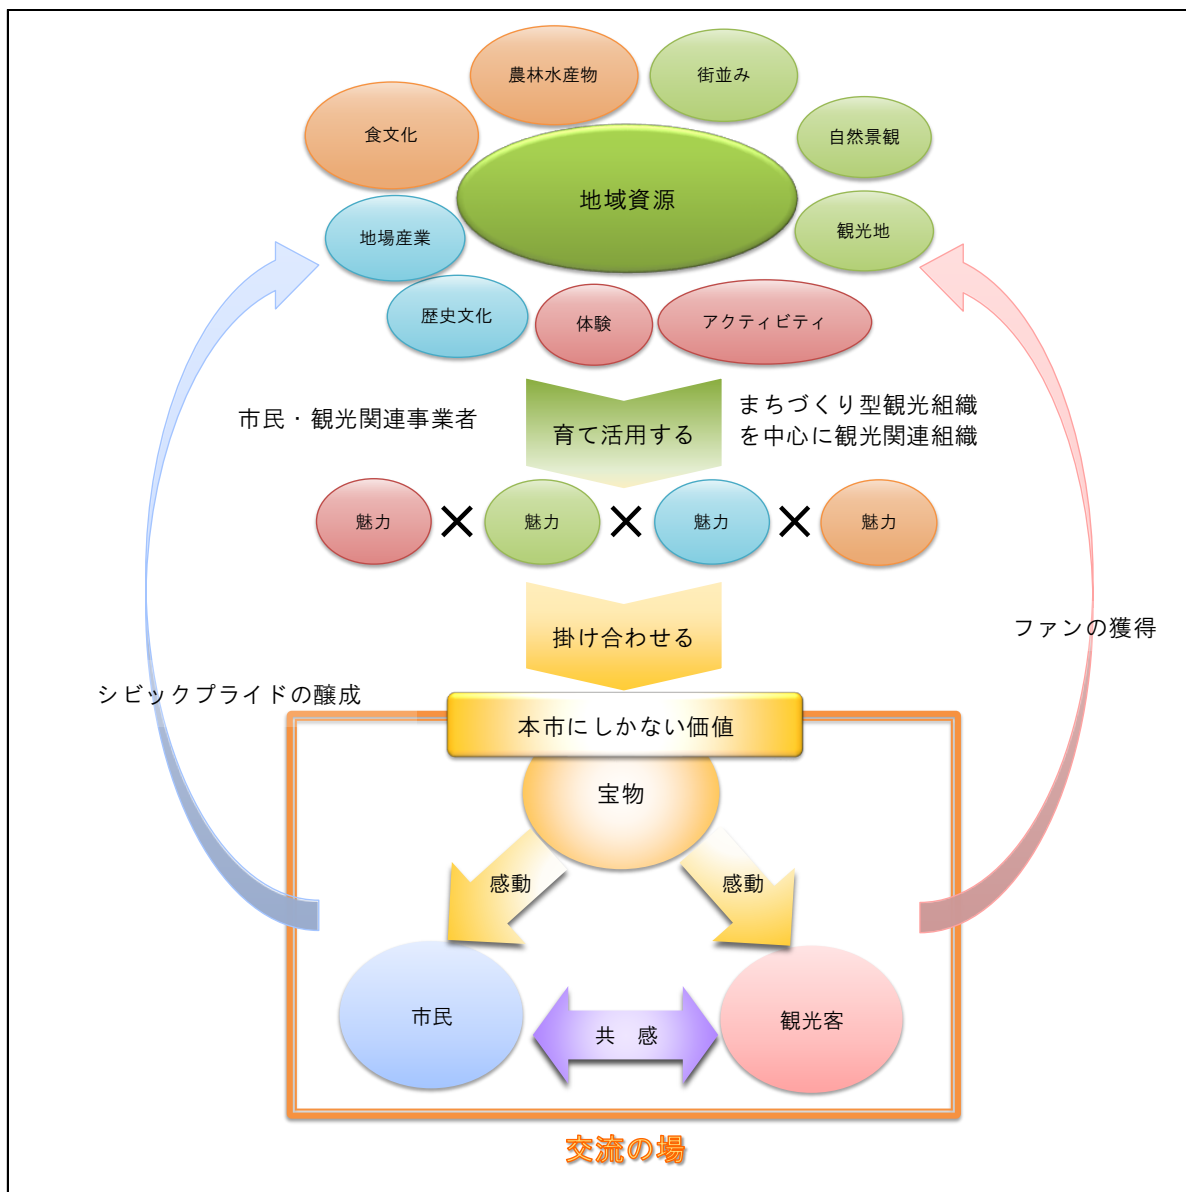 農林水産物
街並み
食文化
自然景観
地域資源
地場産業
観光地
歴史文化
体験
アクティビティ
市民・観光関連事業者
育て活用する
まちづくり型観光組織
を中心に観光関連組織
魅力
魅力
魅力
魅力
掛け合わせる
ファンの獲得
シビックプライドの醸成
本市にしかない価値
宝物
感動
感動
市民
共　感
観光客
交流の場